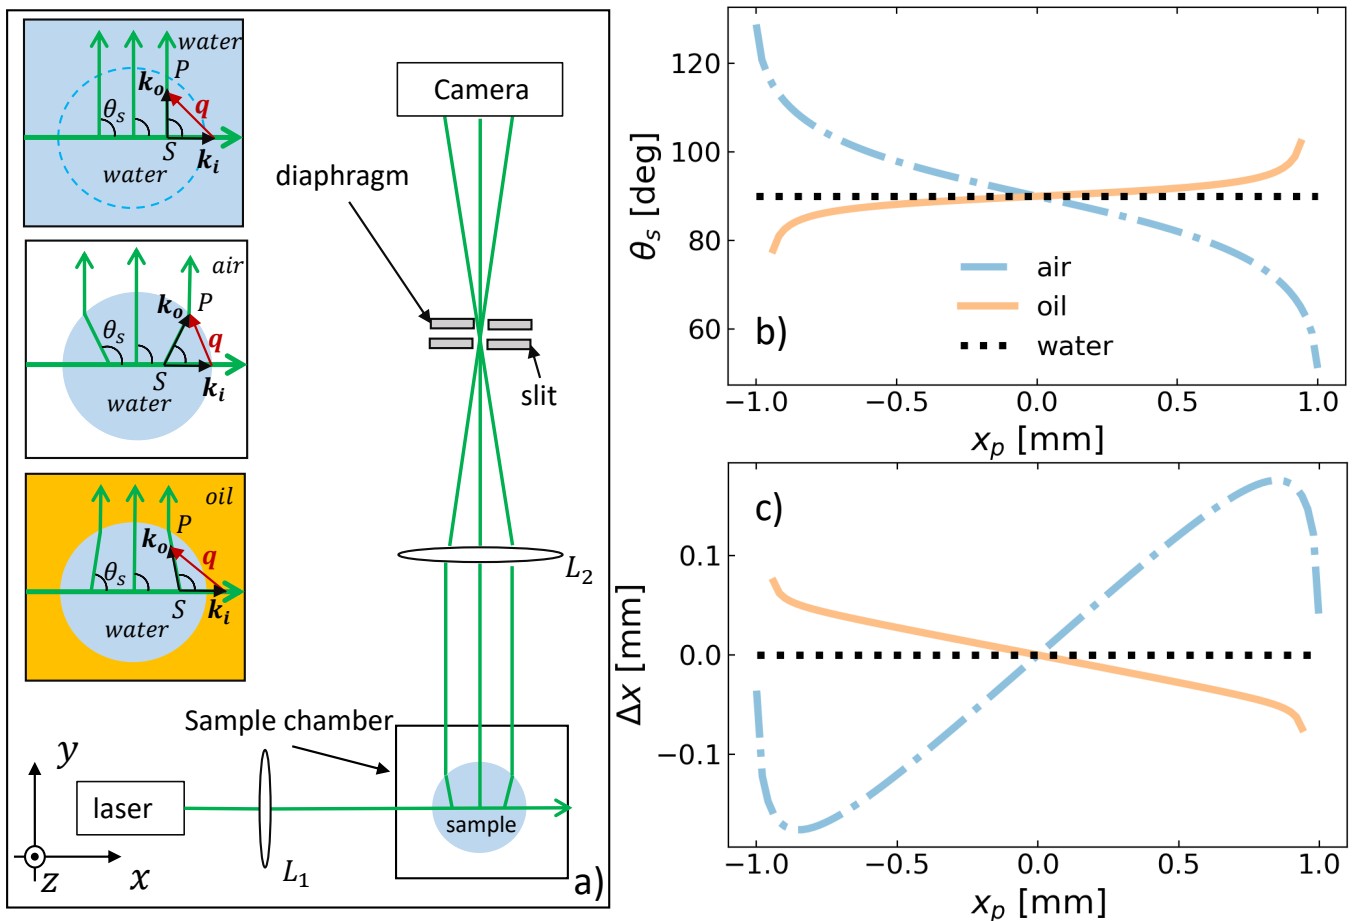 water
P
k_o
θ_s
q
S
k_i
water
air
P
k_o
θ_s
q
S
k_i
water
oil
P
k_o
θ_s
q
S
k_i
water
Camera
diaphragm
slit
L_2
Sample chamber
y
laser
sample
z
x
L_1
a)
120
100
80
60
θ_s [deg]
air
oil
water
b)
−1.0 −0.5 0.0 0.5 1.0
x_p [mm]
c)
0.1
0.0
−0.1
Δx [mm]
−1.0 −0.5 0.0 0.5 1.0
x_p [mm]